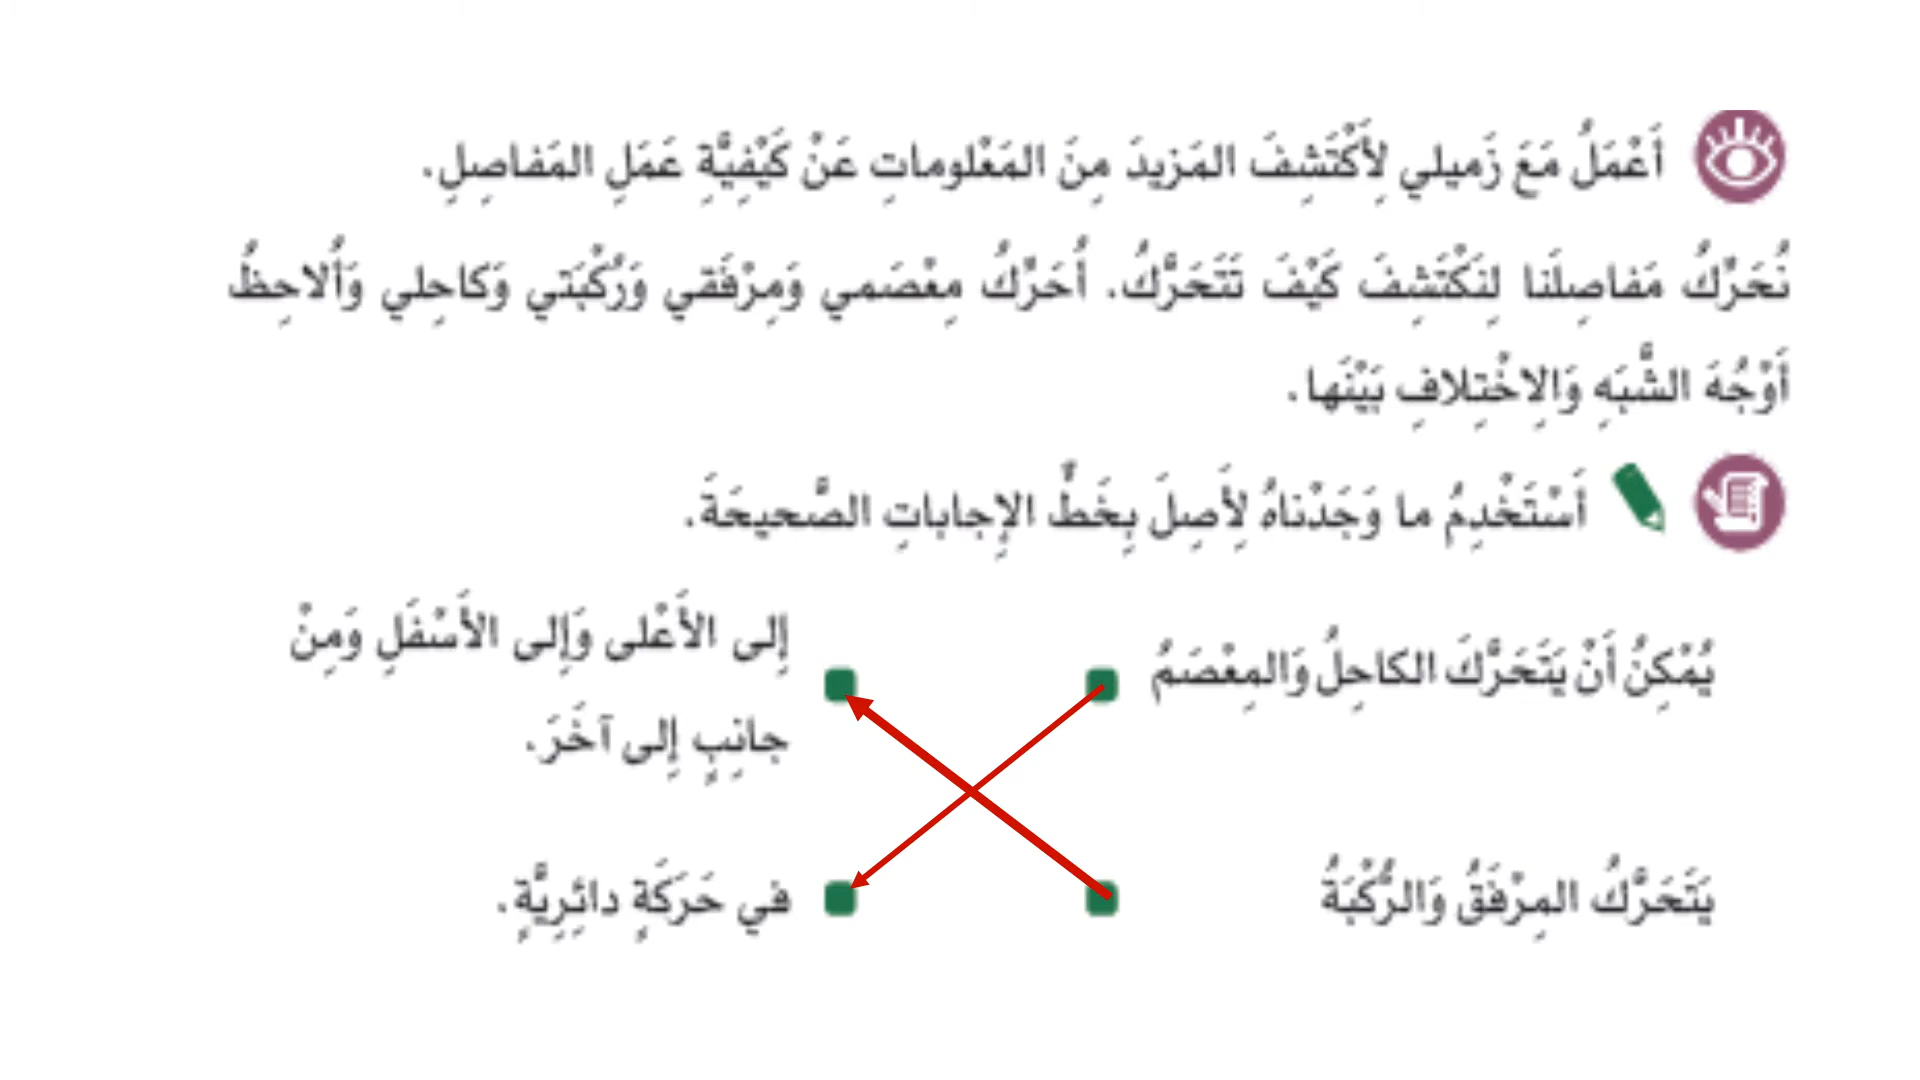 أَعْمَلُ مَعَ زَميلي لِأَكْتَشِفَ المَزيدَ مِنَ المَعْلوماتِ عَنْ كَيْفِيَّةِ عَمَلِ المَفاصِلِ.
نُحَرِّكُ مَفاصِلَنا لِنَكْتَشِفَ كَيْفَ تَتَحَرَّكُ. أُحَرِّكُ مِعْصَمي وَمِرْفَقي وَرُكْبَتي وَكاحِلي وَأُلاحِظُ
أَوْجُهَ الشَّبَهِ وَالِاخْتِلافِ بَيْنَها.
أَسْتَخْدِمُ ما وَجَدْناهُ لِأَصِلَ بِخَطٍّ الإِجاباتِ الصَّحيحَةَ.
يُمْكِنُ أَنْ يَتَحَرَّكَ الكاحِلُ وَالمِعْصَمُ
إِلى الأَعْلى وَإِلى الأَسْفَلِ وَمِنْ
جانِبٍ إِلى آخَرَ.
يَتَحَرَّكُ المِرْفَقُ وَالرُّكْبَةُ
في حَرَكَةٍ دائِرِيَّةٍ.